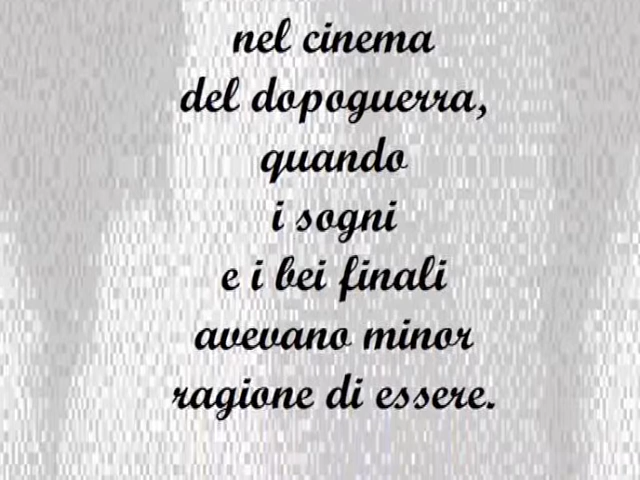 nel cinema
del dopoguerra,
quando
i sogni
e i bei finali
avevano minor
ragione di essere.